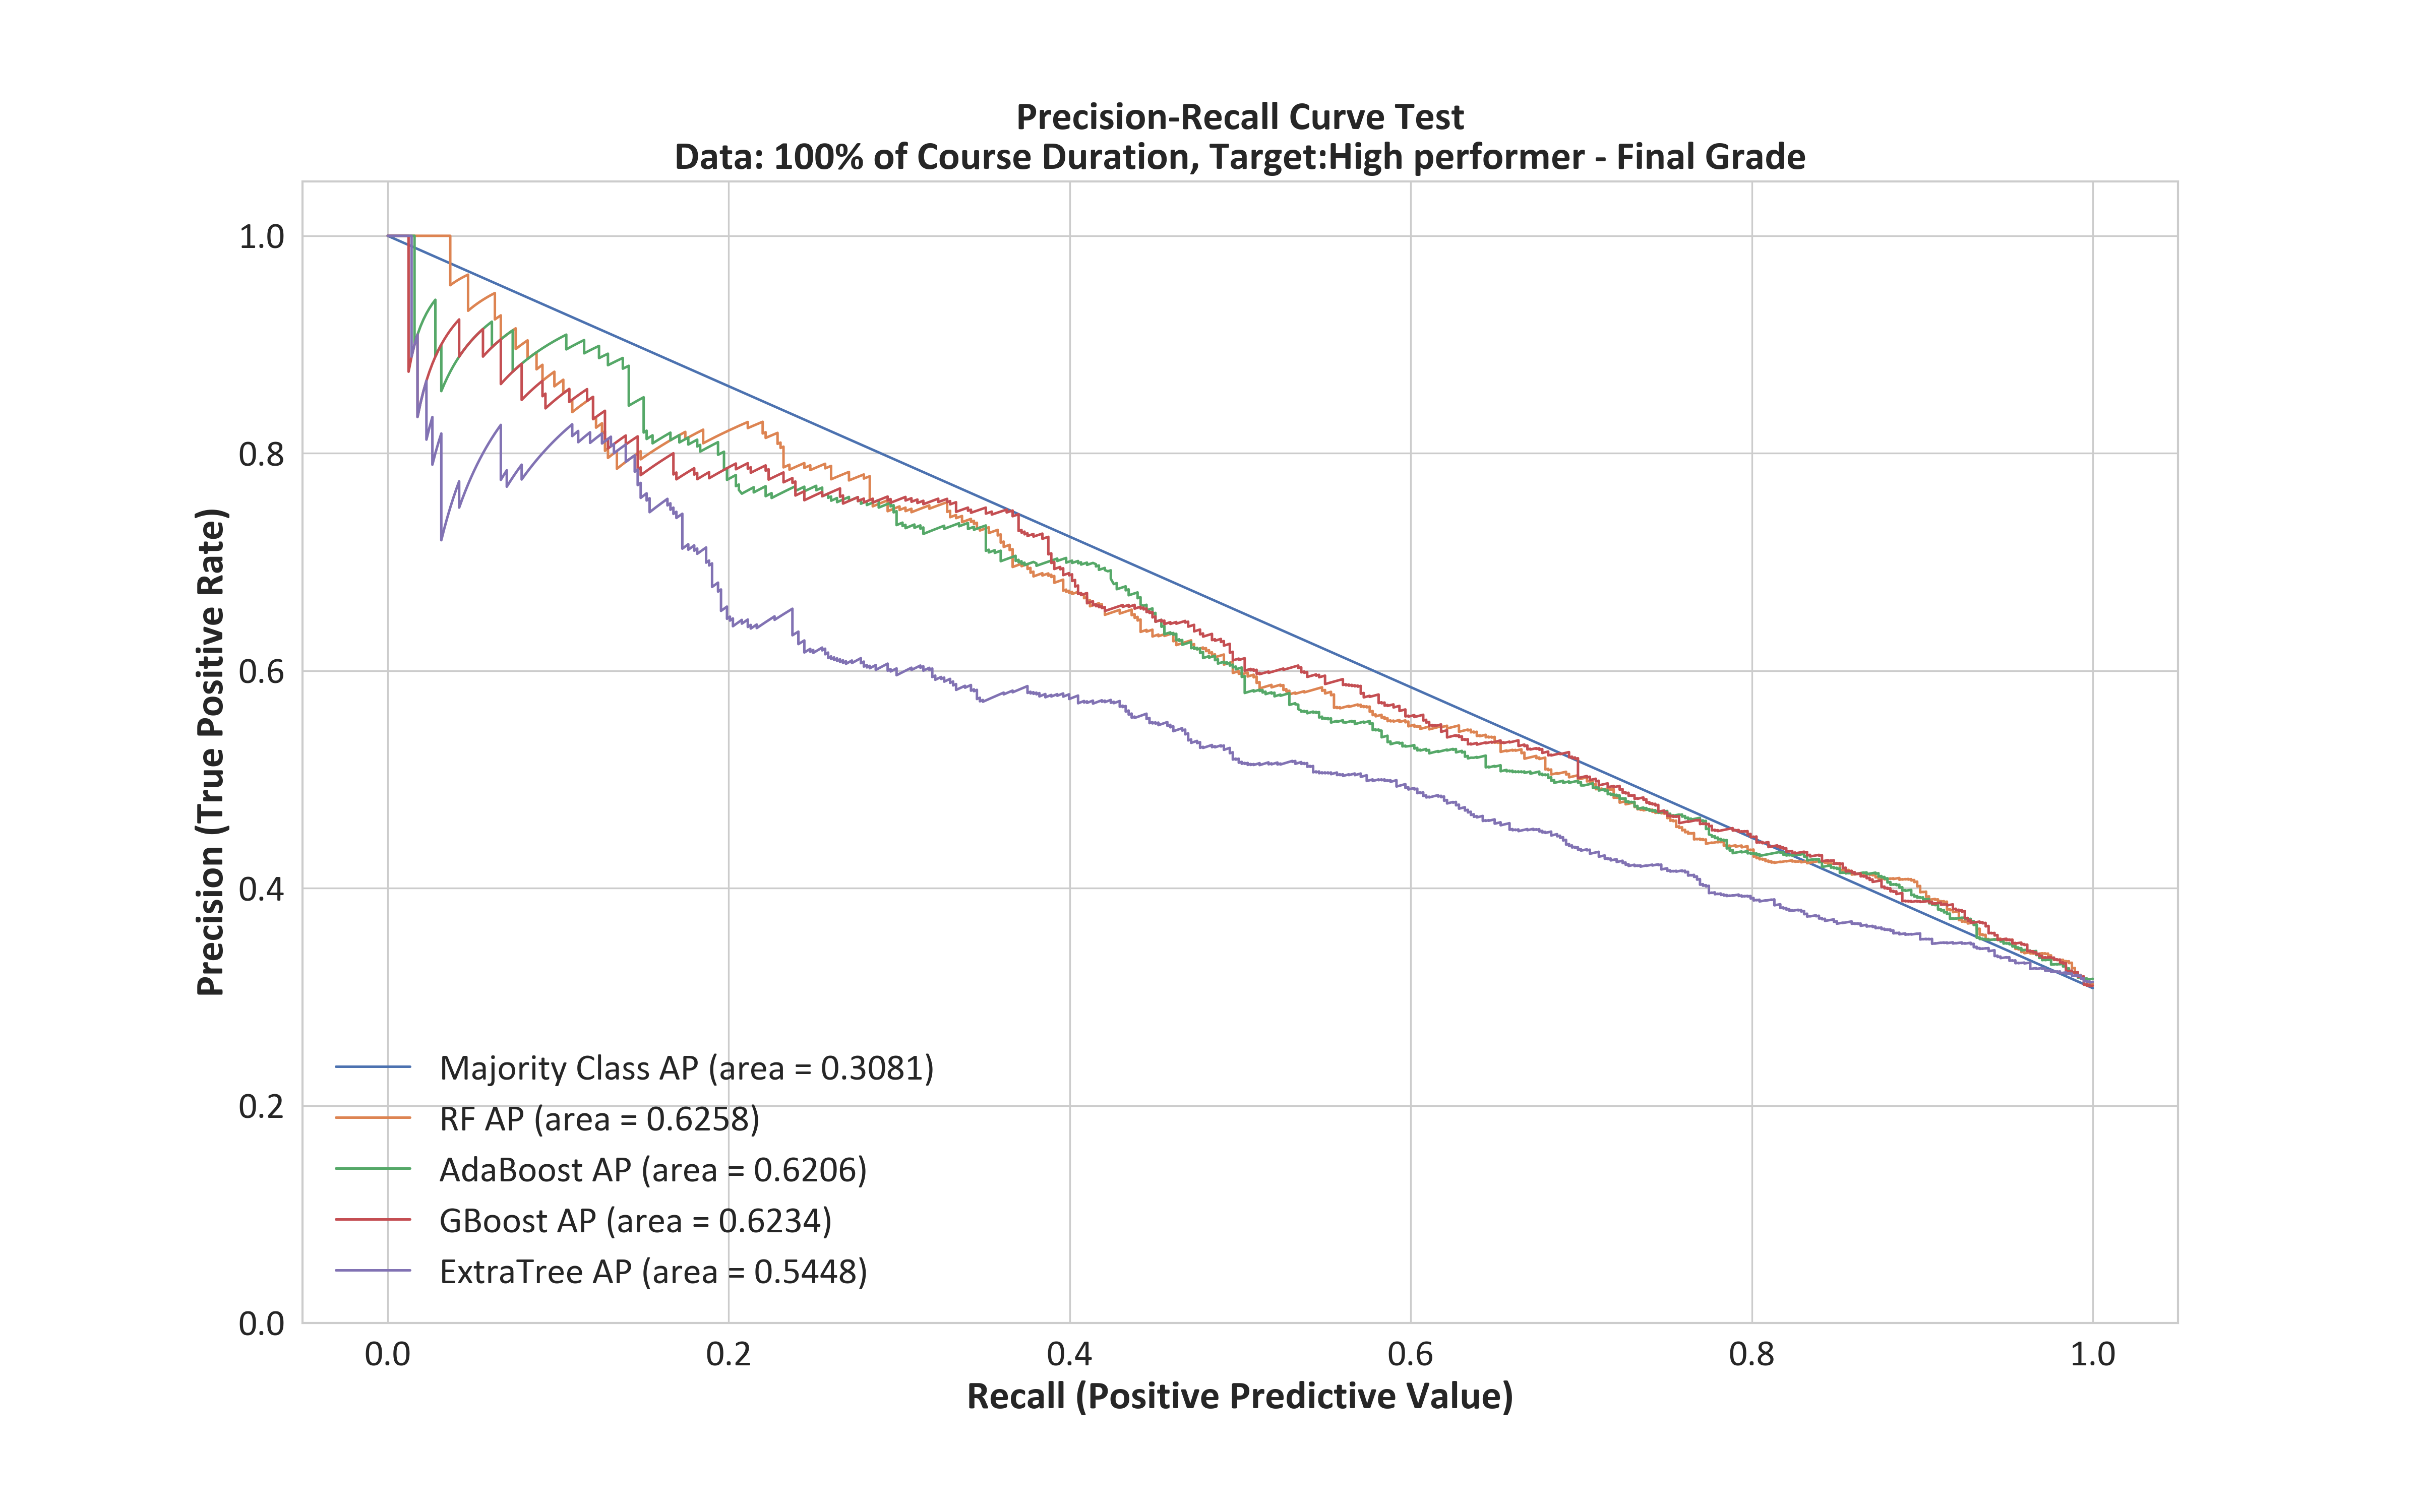 Precision-Recall Curve Test
Data: 100% of Course Duration, Target:High performer - Final Grade
Precision (True Positive Rate)
1.0
0.8
0.6
0.4
0.2
0.0
Majority Class AP (area = 0.3081)
RF AP (area = 0.6258)
AdaBoost AP (area = 0.6206)
GBoost AP (area = 0.6234)
ExtraTree AP (area = 0.5448)
0.0 0.2 0.4 0.6 0.8 1.0
Recall (Positive Predictive Value)